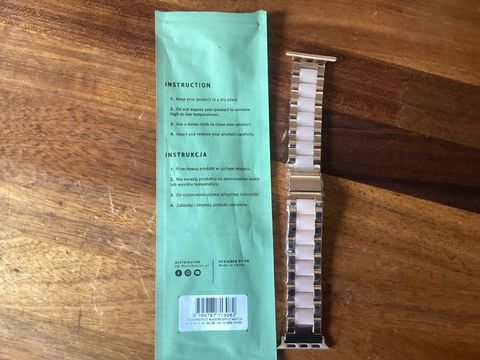 INSTRUCTION
1. Keep your product in a dry place.
2. Do not expose your product to extreme
high or low temperatures.
3. Use a damp cloth to clean your product.
4. Insert and remove your product carefully.
INSTRUKCJA
1. Przechowuj produkt w suchym miejscu.
2. Nie narażaj produktu na ekstremalnie niskie
lub wysokie temperatury.
3. Do czyszczenia używaj wilgotnej ściereczki.
4. Zakładaj i zdejmuj produkt ostrożnie.
DISTRIBUTOR
DESIGNED BY PD
Made in China